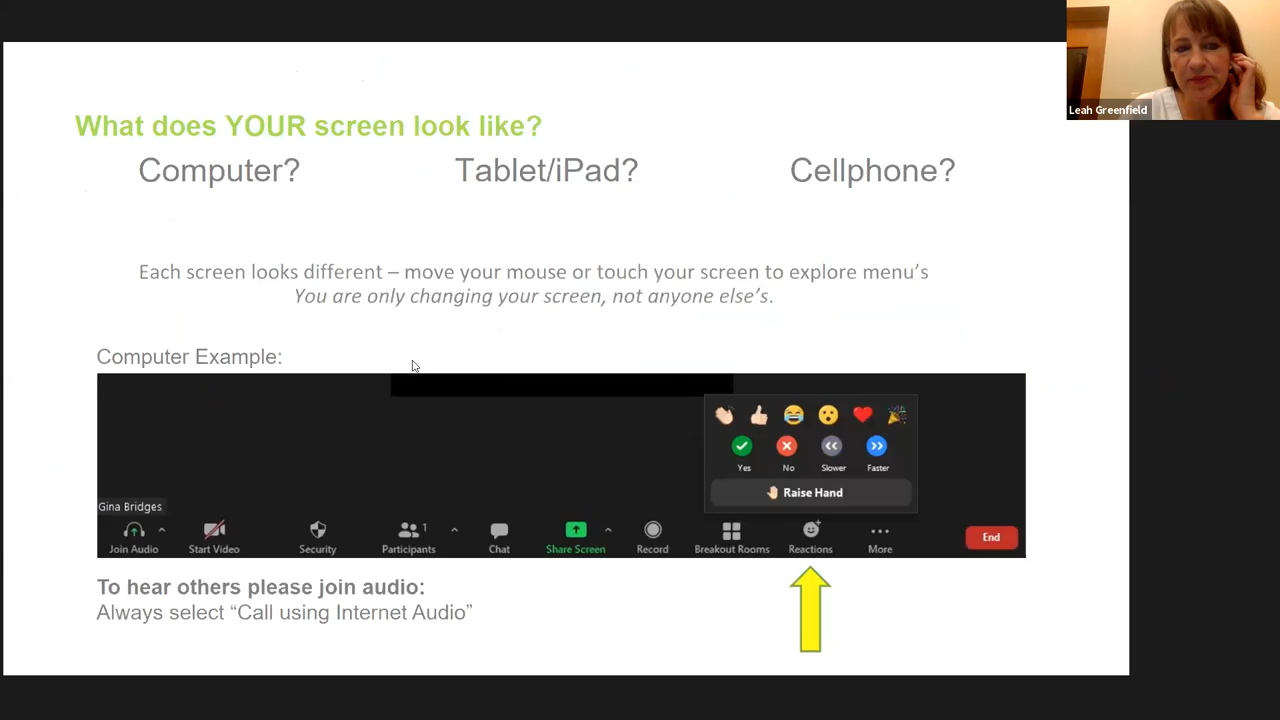 Leah Greenfield
What does YOUR screen look like?
Computer?
Tablet/iPad?
Cellphone?
Each screen looks different – move your mouse or touch your screen to explore menu’s
You are only changing your screen, not anyone else’s.
Computer Example:
Yes
No
Slower
Faster
Raise Hand
Gina Bridges
1
Join Audio
Start Video
Security
Participants
Chat
Share Screen
Record
Breakout Rooms
Reactions
More
End
To hear others please join audio:
Always select “Call using Internet Audio”